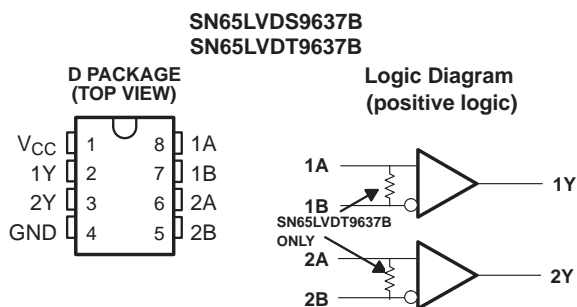 SN65LVDS9637B
SN65LVDT9637B
D PACKAGE
(TOP VIEW)
VCC 1 8 1A
1Y 2 7 1B
2Y 3 6 2A
GND 4 5 2B
Logic Diagram
(positive logic)
1A
1Y
1B
SN65LVDT9637B
ONLY
2A
2Y
2B